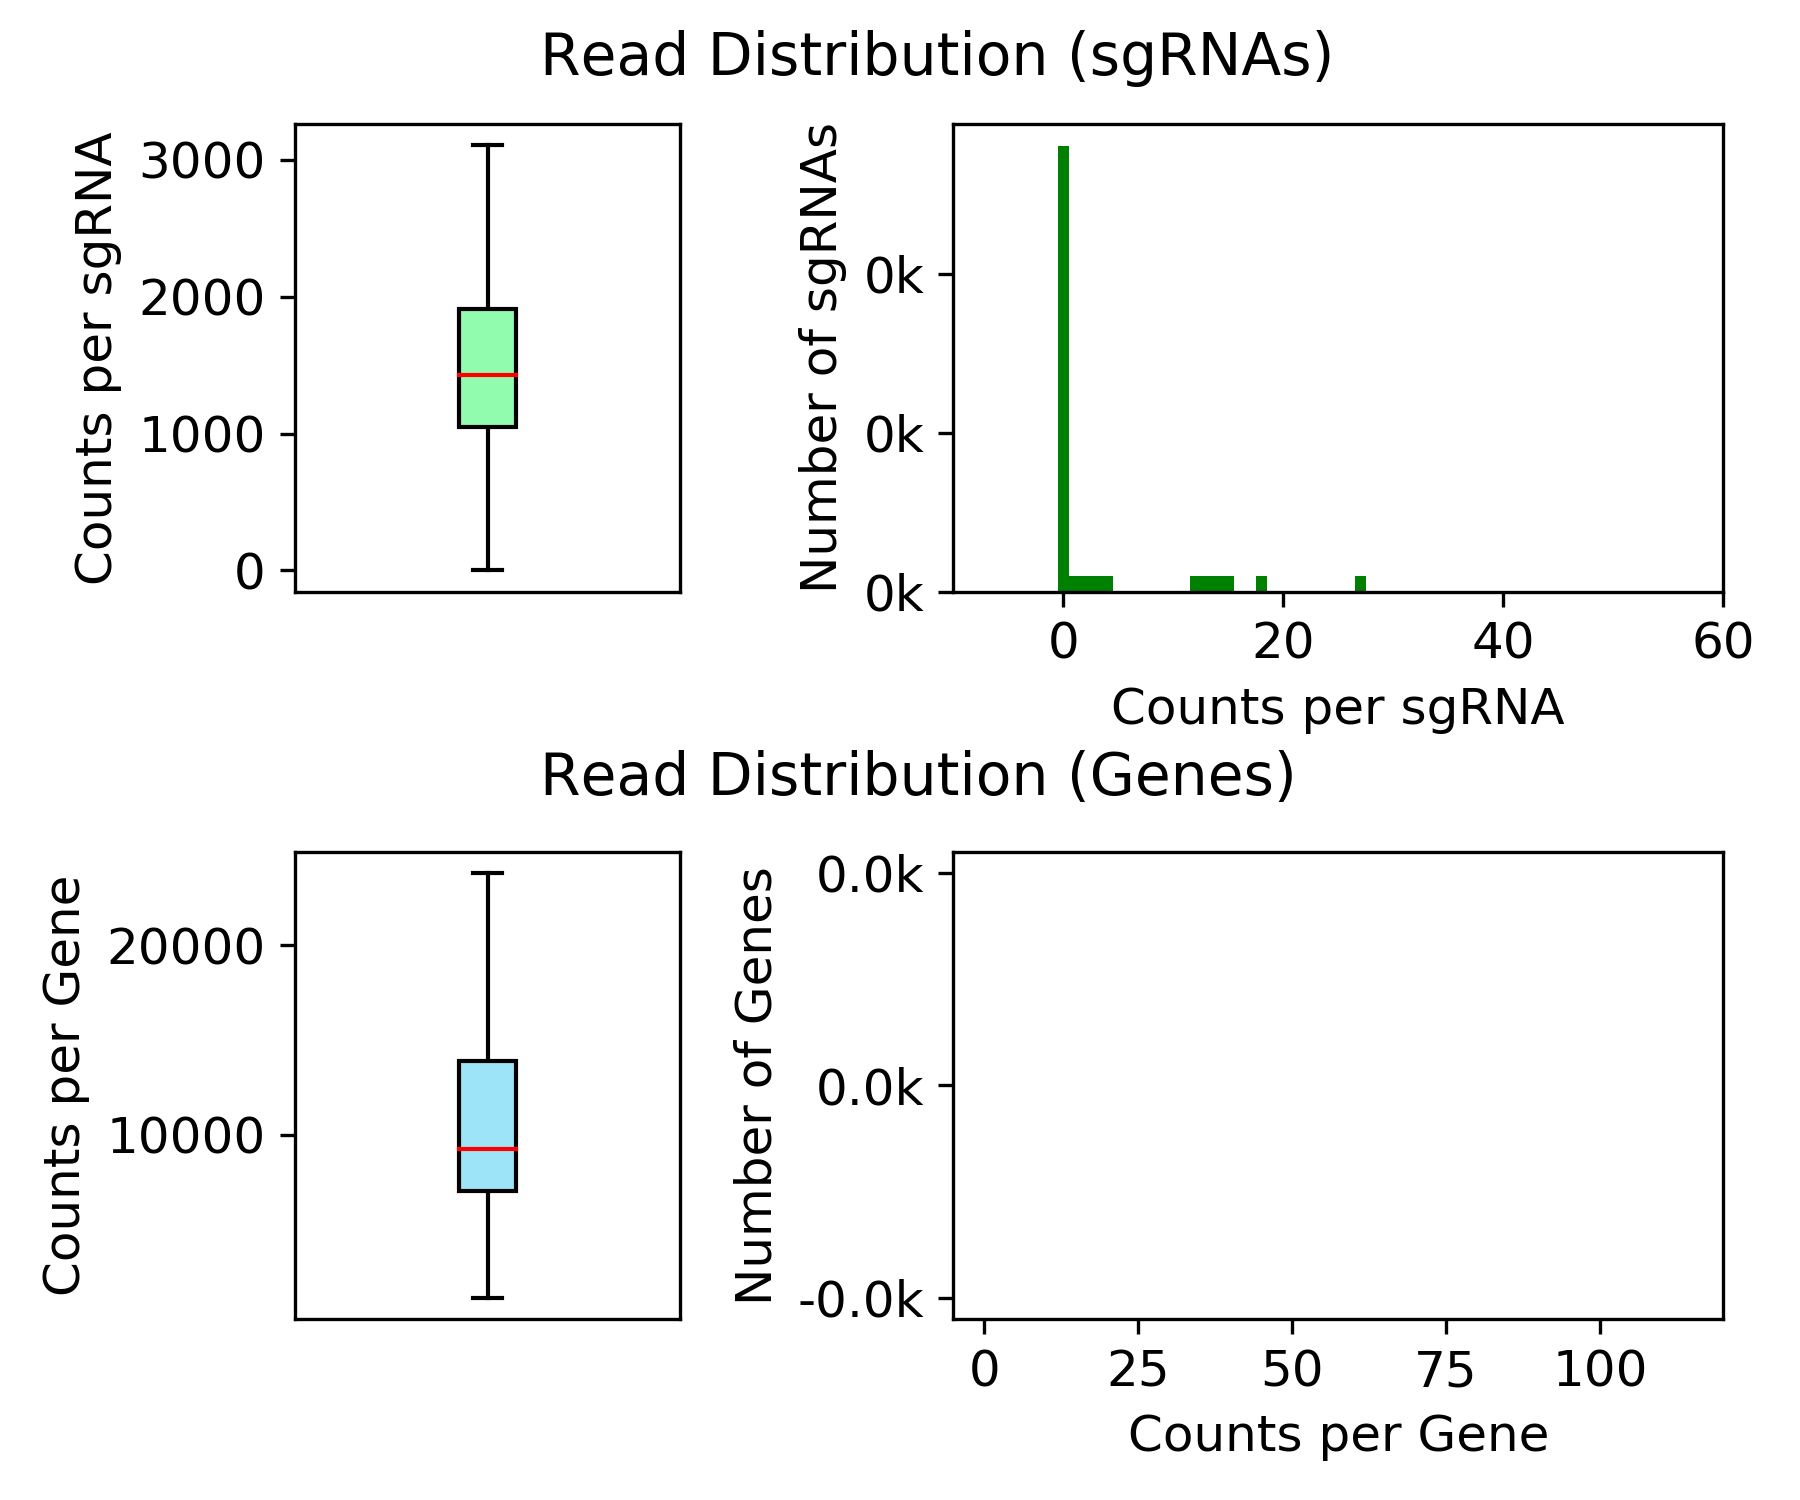 Read Distribution (sgRNAs)
Counts per sgRNA
3000
2000
1000
0
Number of sgRNAs
0k
0k
0k
0 20 40 60
Counts per sgRNA
Read Distribution (Genes)
Counts per Gene
20000
10000
Number of Genes
0.0k
0.0k
-0.0k
0 25 50 75 100
Counts per Gene